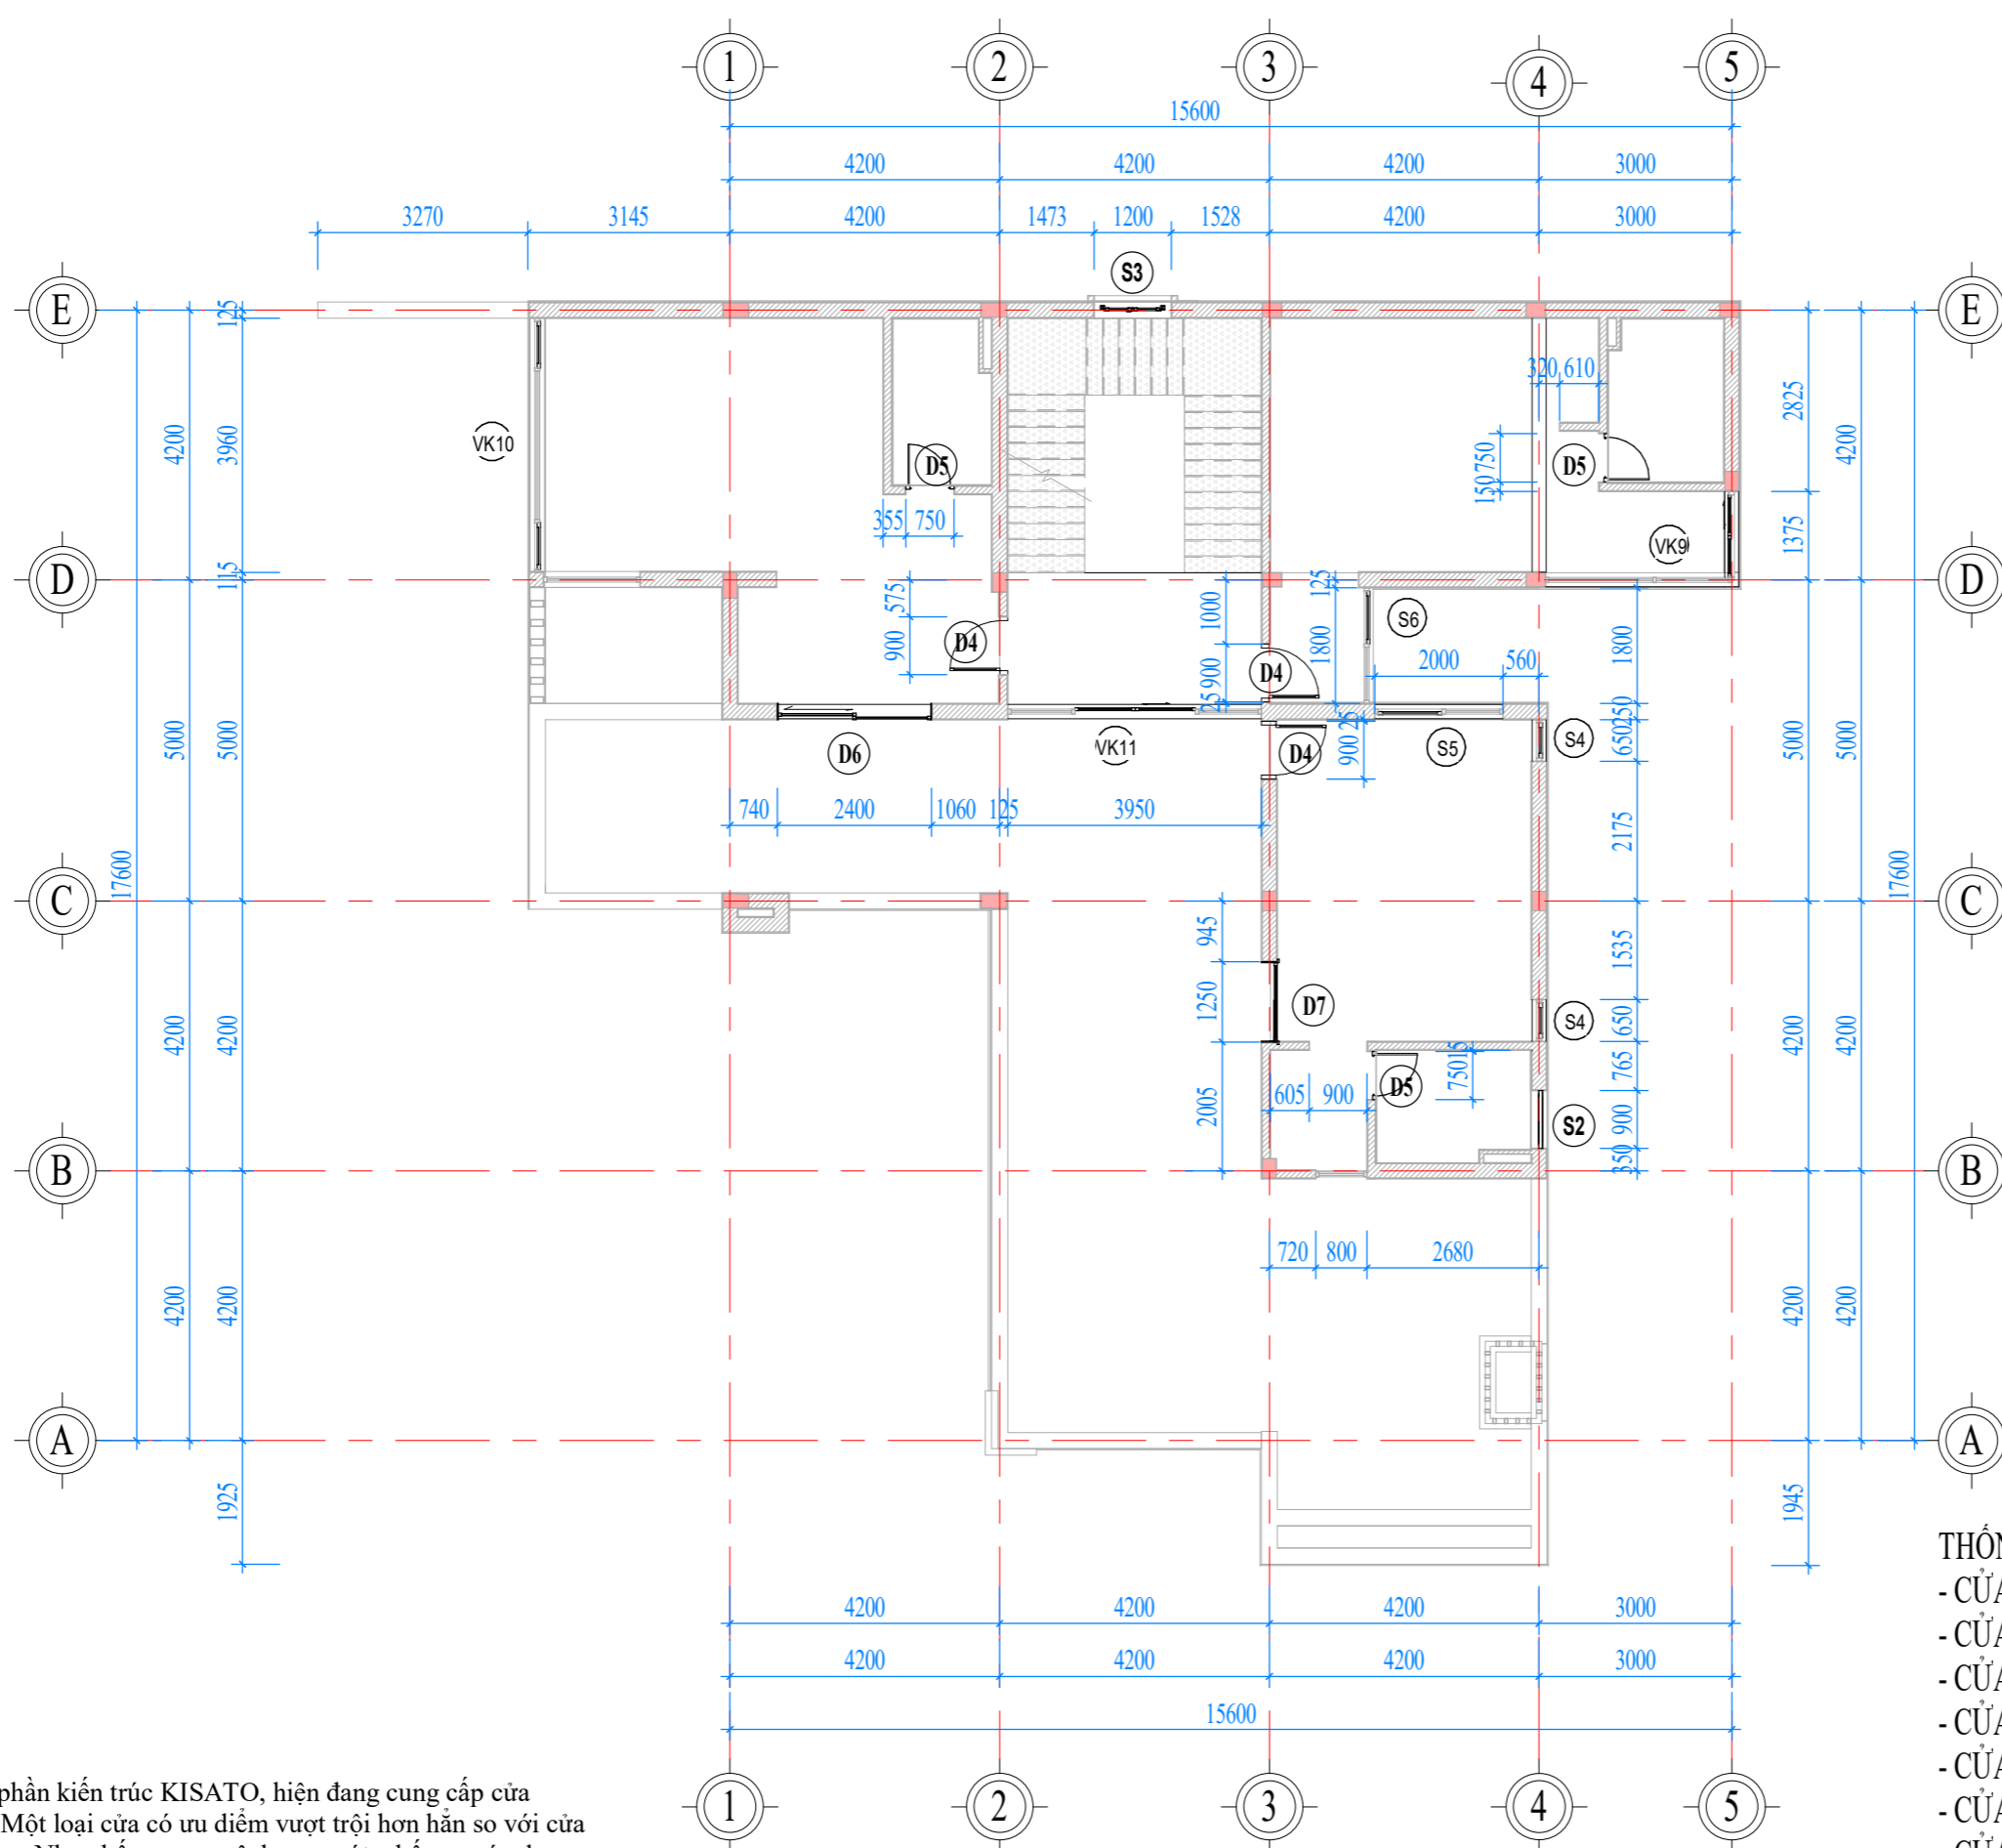 1 2 3 4 5
15600
4200 4200 4200 3000
3270 3145 4200 1473 1200 1528 4200 3000
S3
E 125 E
320 610
4200 3960 VK10 D5 150 750 D5 2825 4200
355 750 VK9 1375
D 115 D
575 900 D4 1000 900 25 D4 125 1800 S6 1800
2000 560
250
5000 5000 D6 VK11 D4 900 25 S5 S4 650 5000 5000
740 2400 1060 125 3950 2175
17600 17600
C C
945 1535
4200 4200 1250 D7 S4 650 4200 4200
2005 605 900 D5 750 15 765
S2 900
B 350 B
720 800 2680
4200 4200 4200 4200
A A
1925 1945
THỐN
- CỬA
- CỬA
- CỬA
- CỬA
- CỬA
- CỬA
4200 4200 4200 3000
4200 4200 4200 3000
15600
phần kiến trúc KISATO, hiện đang cung cấp cửa
Một loại cửa có ưu diểm vượt trội hơn hẳn so với cửa
1 2 3 4 5